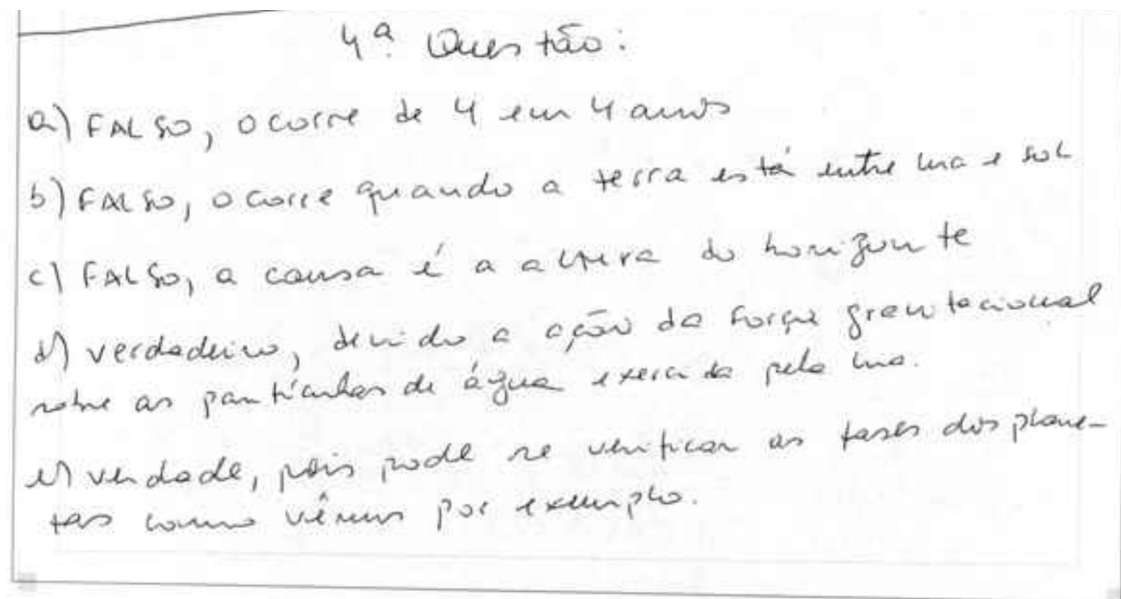 4ª Questão:
a) FALSO, ocorre de 4 em 4 anos
b) FALSO, ocorre quando a terra está entre lua e sol
c) FALSO, a causa é a altura do horizonte
d) verdadeiro, devido a ação da força gravitacional
sobre as partículas de água exercida pela lua.
e) verdade, pois pode se verificar as fases dos plane-
tas como vênus por exemplo.